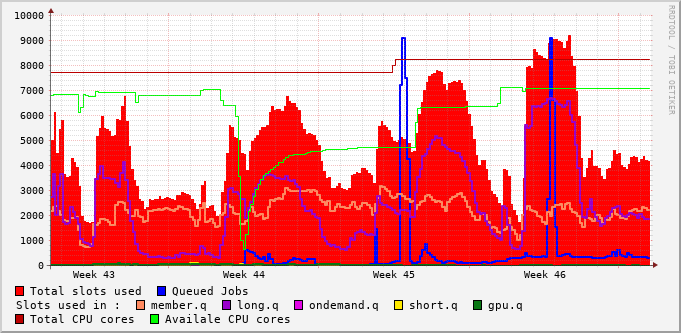 10000
9000
8000
7000
6000
5000
4000
3000
2000
1000
0
Week 43 Week 44 Week 45 Week 46
RRDTOOL / TOBI OETIKER
Total slots used Queued Jobs
Slots used in : member.q long.q ondemand.q short.q gpu.q
Total CPU cores Availale CPU cores